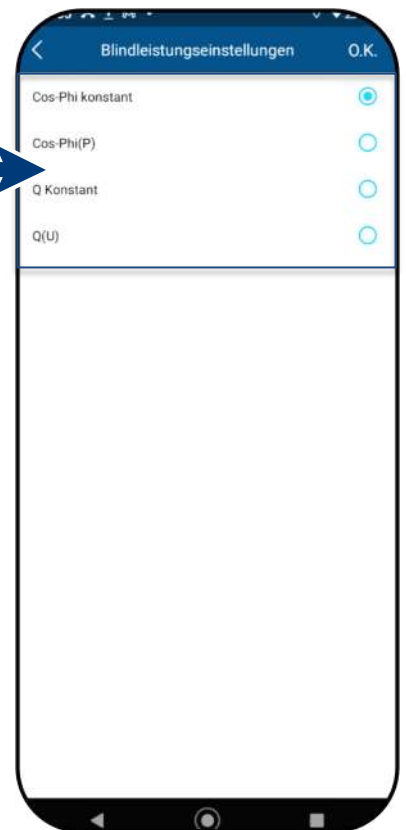 Blindleistungseinstellungen O.K.
Cos-Phi konstant
Cos-Phi(P)
Q Konstant
Q(U)